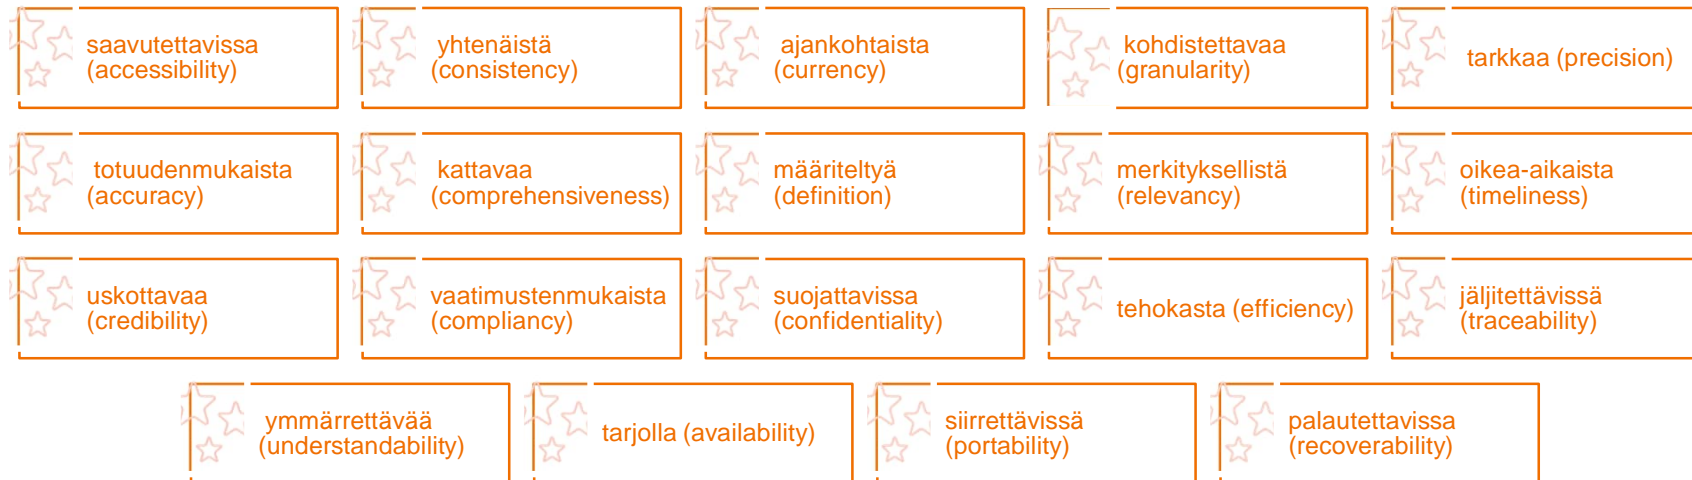 saavutettavissa
(accessibility)
yhtenäistä
(consistency)
ajankohtaista
(currency)
kohdistettavaa
(granularity)
tarkkaa (precision)
totuudenmukaista
(accuracy)
kattavaa
(comprehensiveness)
määriteltyä
(definition)
merkityksellistä
(relevancy)
oikea-aikaista
(timeliness)
uskottavaa
(credibility)
vaatimustenmukaista
(compliancy)
suojattavissa
(confidentiality)
tehokasta (efficiency)
jäljitettävissä
(traceability)
ymmärrettävää
(understandability)
tarjolla (availability)
siirrettävissä
(portability)
palautettavissa
(recoverability)